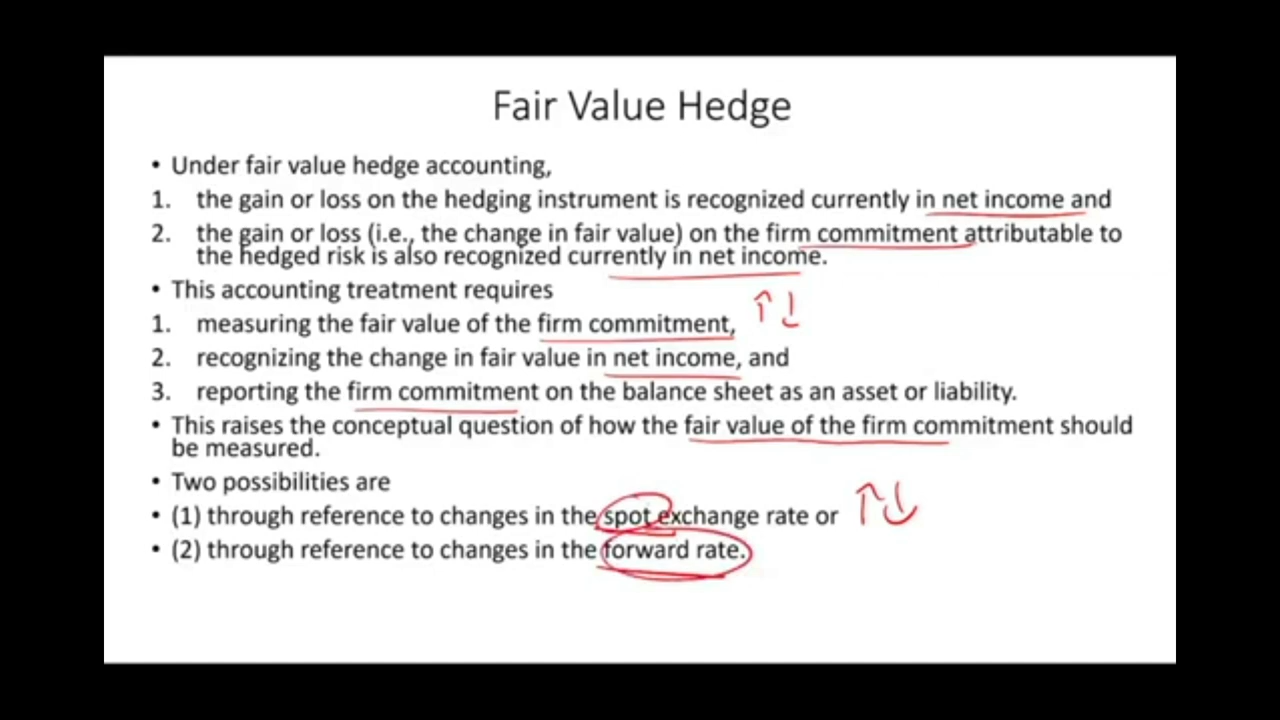 Fair Value Hedge
• Under fair value hedge accounting,
1. the gain or loss on the hedging instrument is recognized currently in net income and
2. the gain or loss (i.e., the change in fair value) on the firm commitment attributable to
the hedged risk is also recognized currently in net income.
• This accounting treatment requires
1. measuring the fair value of the firm commitment,
2. recognizing the change in fair value in net income, and
3. reporting the firm commitment on the balance sheet as an asset or liability.
• This raises the conceptual question of how the fair value of the firm commitment should
be measured.
• Two possibilities are
• (1) through reference to changes in the spot exchange rate or
• (2) through reference to changes in the forward rate.